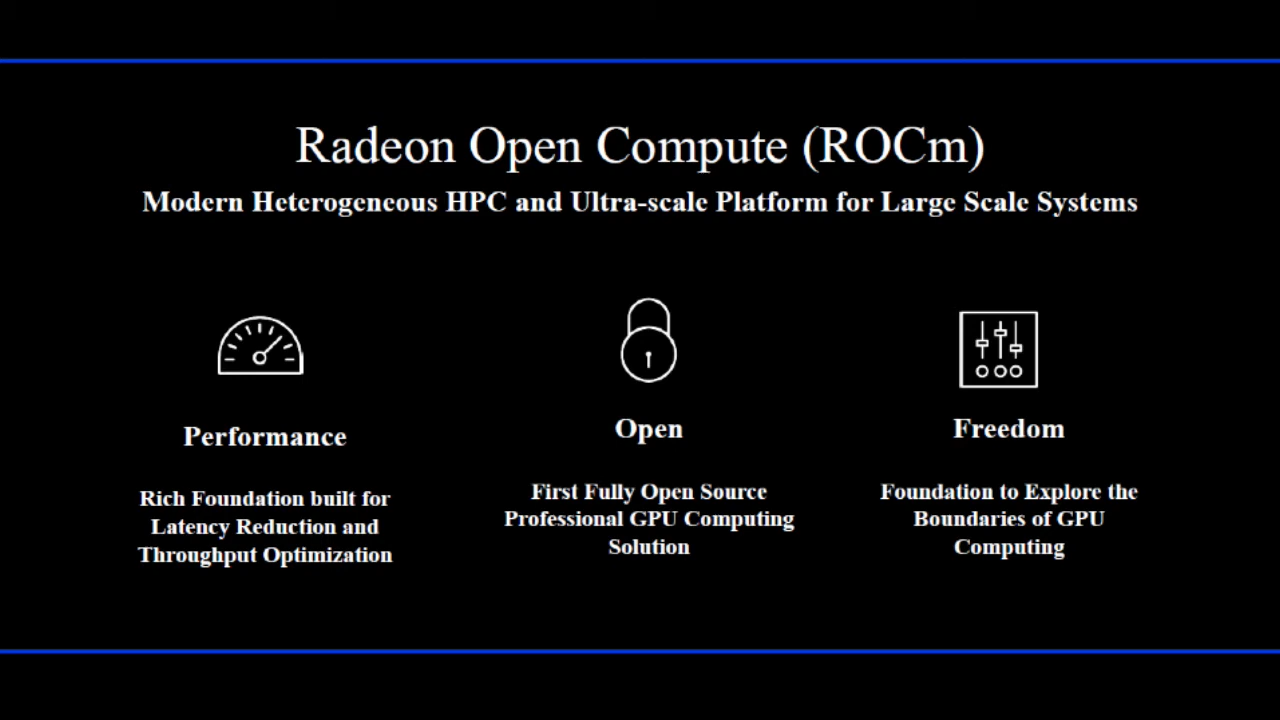 Radeon Open Compute (ROCm)
Modern Heterogeneous HPC and Ultra-scale Platform for Large Scale Systems
Performance
Rich Foundation built for
Latency Reduction and
Throughput Optimization
Open
First Fully Open Source
Professional GPU Computing
Solution
Freedom
Foundation to Explore the
Boundaries of GPU
Computing